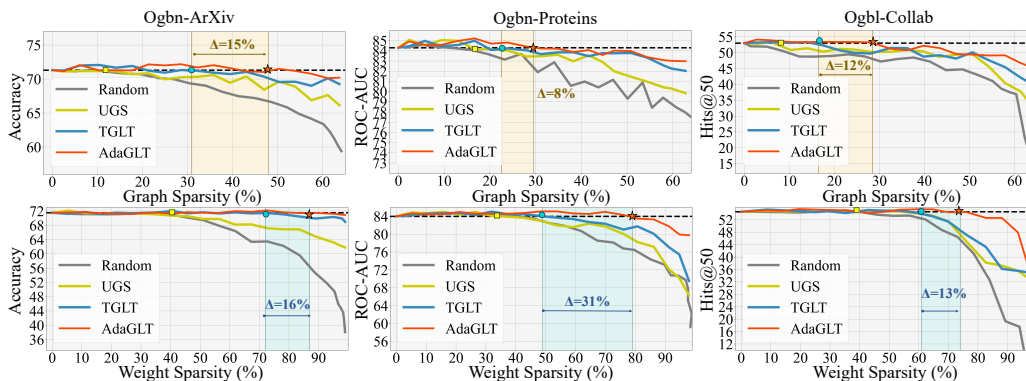 Ogbn-ArXiv
Accuracy
75
70
65
60
Δ=15%
Random
UGS
TGLT
AdaGLT
0 10 20 30 40 50 60
Graph Sparsity (%)
Ogbn-Proteins
ROC-AUC
85
85
84
83
82
81
80
79
78
78
77
76
75
74
73
Δ=8%
Random
UGS
TGLT
AdaGLT
0 10 20 30 40 50 60
Graph Sparsity (%)
Ogbl-Collab
Hits@50
55
50
45
40
35
30
25
20
15
Δ=12%
Random
UGS
TGLT
AdaGLT
0 10 20 30 40 50 60
Graph Sparsity (%)
Accuracy
72
68
64
60
56
52
48
44
40
36
Δ=16%
Random
UGS
TGLT
AdaGLT
0 10 20 30 40 50 60 70 80 90
Weight Sparsity (%)
ROC-AUC
84
80
76
72
68
64
60
56
Δ=31%
Random
UGS
TGLT
AdaGLT
0 10 20 30 40 50 60 70 80 90
Weight Sparsity (%)
Hits@50
52
48
44
40
36
32
28
24
20
16
12
Δ=13%
Random
UGS
TGLT
AdaGLT
0 10 20 30 40 50 60 70 80 90
Weight Sparsity (%)